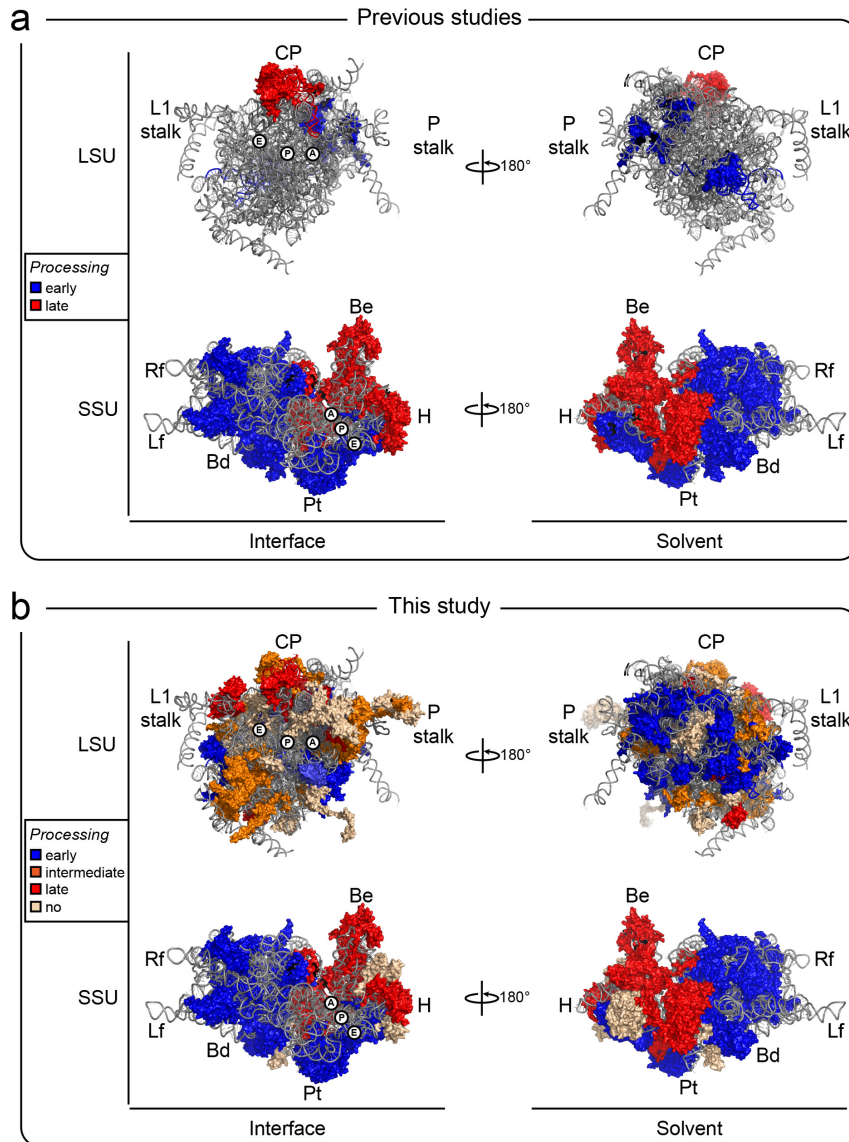 a
Previous studies
CP
CP
L1
stalk
P
stalk
P
stalk
L1
stalk
LSU
E
P
A
180°
Processing
early
late
Be
Be
Rf
Rf
SSU
A
P
E
H
180°
H
Lf
Lf
Bd
Bd
Pt
Pt
Interface
Solvent
b
This study
CP
CP
L1
stalk
P
stalk
P
stalk
L1
stalk
LSU
E
P
A
180°
Processing
early
intermediate
late
no
Be
Be
Rf
Rf
SSU
A
P
E
H
180°
H
Lf
Lf
Bd
Bd
Pt
Pt
Interface
Solvent